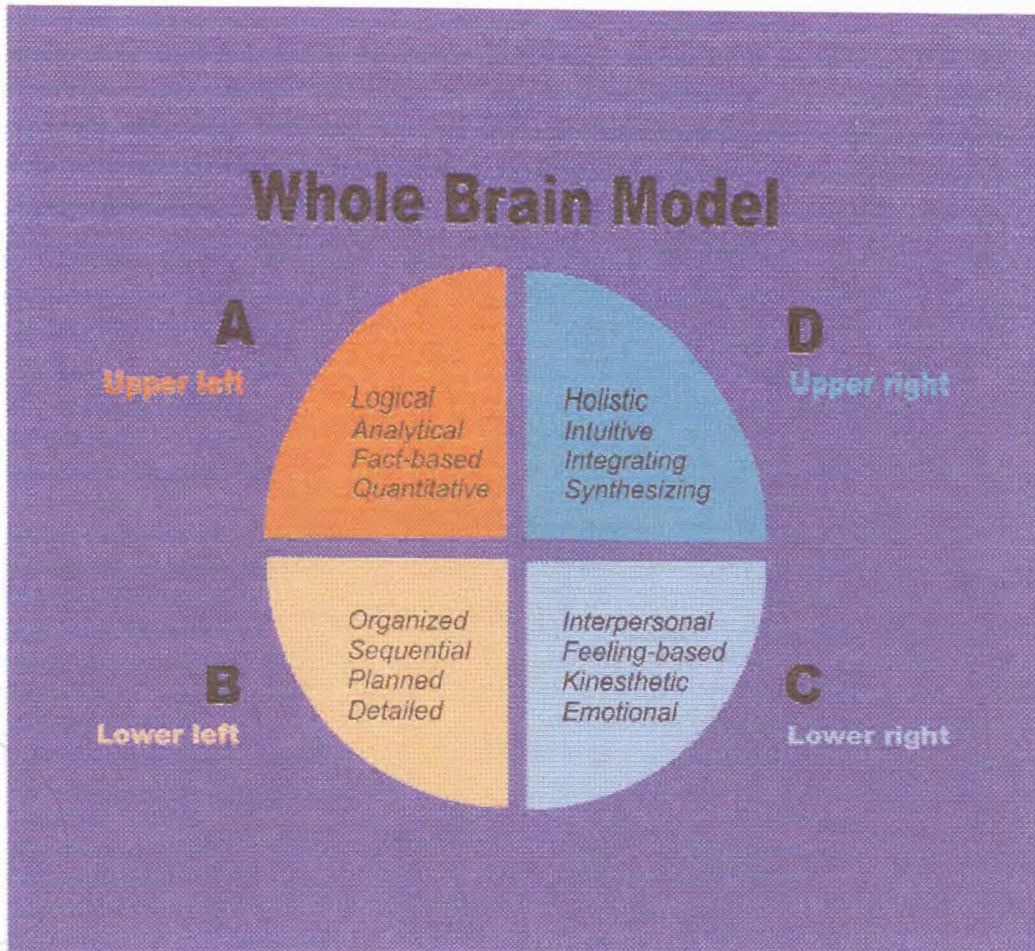 Whole Brain Model
A
Upper left
Logical
Analytical
Fact-based
Quantitative
D
Upper right
Holistic
Intuitive
Integrating
Synthesizing
B
Lower left
Organized
Sequential
Planned
Detailed
C
Lower right
Interpersonal
Feeling-based
Kinesthetic
Emotional